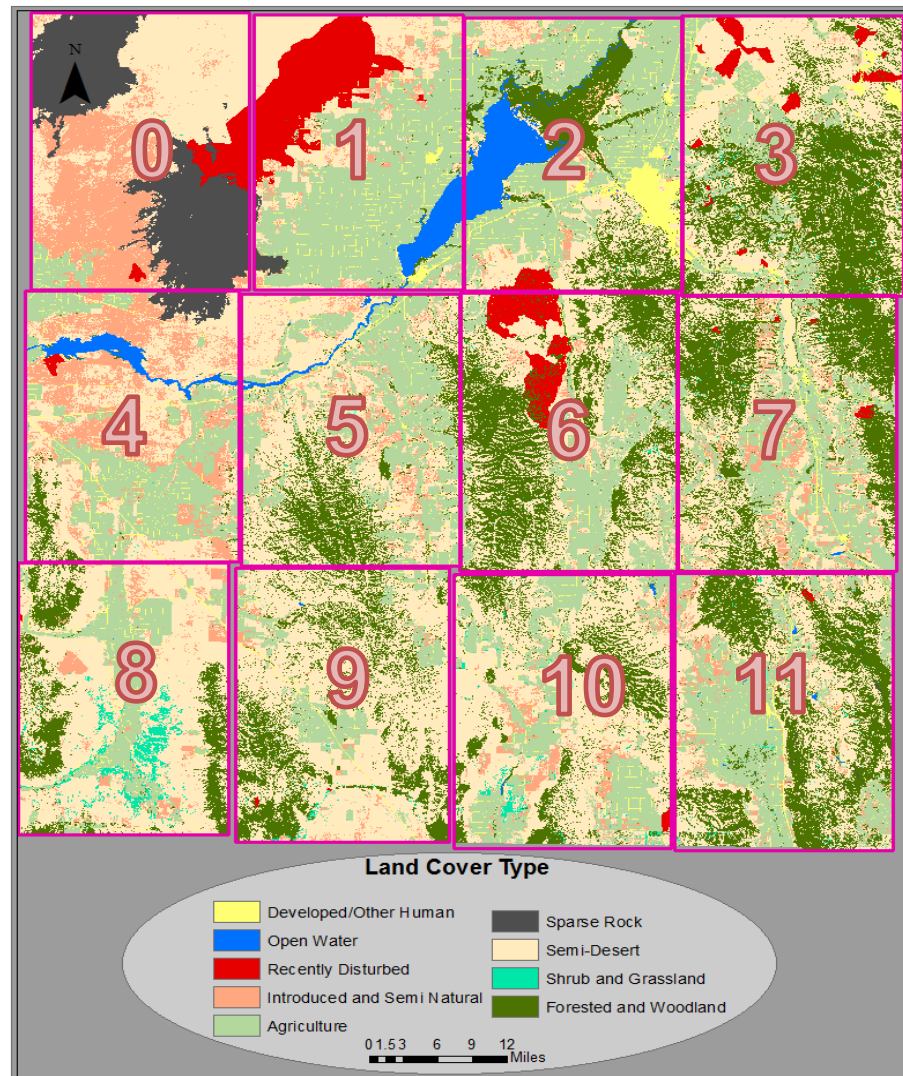 N
0 1 2 3
4 5 6 7
8 9 10 11
Land Cover Type
Developed/Other Human
Open Water
Recently Disturbed
Introduced and Semi Natural
Agriculture
Sparse Rock
Semi-Desert
Shrub and Grassland
Forested and Woodland
0 1.5 3 6 9 12
Miles